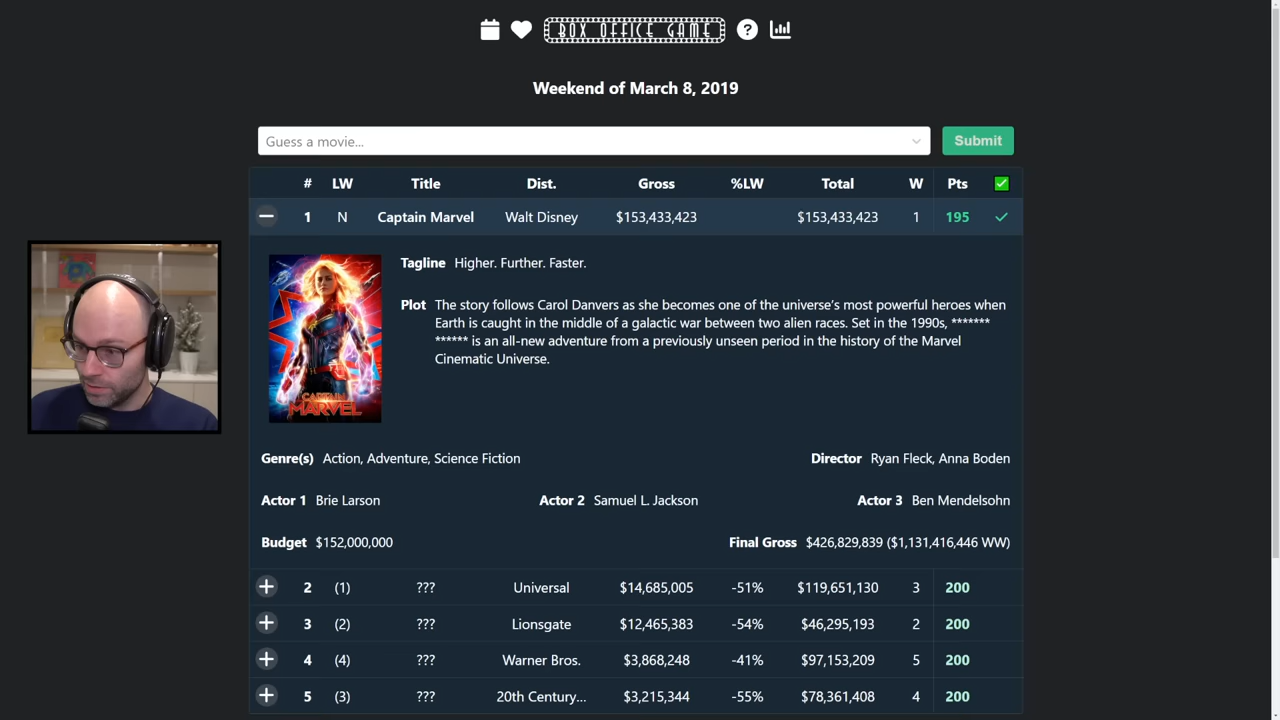 BOX OFFICE GAME
?
Weekend of March 8, 2019
Guess a movie...
Submit
# LW Title Dist. Gross %LW Total W Pts ✅
1 N Captain Marvel Walt Disney $153,433,423 $153,433,423 1 195 ✓
Tagline Higher. Further. Faster.
Plot The story follows Carol Danvers as she becomes one of the universe's most powerful heroes when
Earth is caught in the middle of a galactic war between two alien races. Set in the 1990s, *******
****** is an all-new adventure from a previously unseen period in the history of the Marvel
Cinematic Universe.
CAPTAIN
MARVEL
Genre(s) Action, Adventure, Science Fiction Director Ryan Fleck, Anna Boden
Actor 1 Brie Larson Actor 2 Samuel L. Jackson Actor 3 Ben Mendelsohn
Budget $152,000,000 Final Gross $426,829,839 ($1,131,416,446 WW)
2 (1) ??? Universal $14,685,005 -51% $119,651,130 3 200
3 (2) ??? Lionsgate $12,465,383 -54% $46,295,193 2 200
4 (4) ??? Warner Bros. $3,868,248 -41% $97,153,209 5 200
5 (3) ??? 20th Century... $3,215,344 -55% $78,361,408 4 200